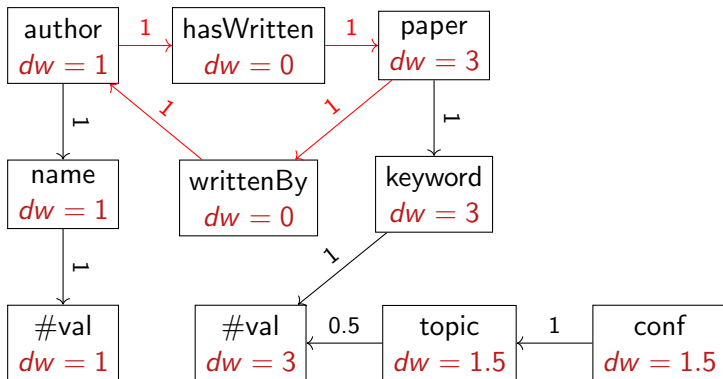 author
dw = 1
1
hasWritten
dw = 0
1
paper
dw = 3
1
1
1
1
name
dw = 1
writtenBy
dw = 0
keyword
dw = 3
1
1
#val
dw = 1
#val
dw = 3
0.5
topic
dw = 1.5
1
conf
dw = 1.5